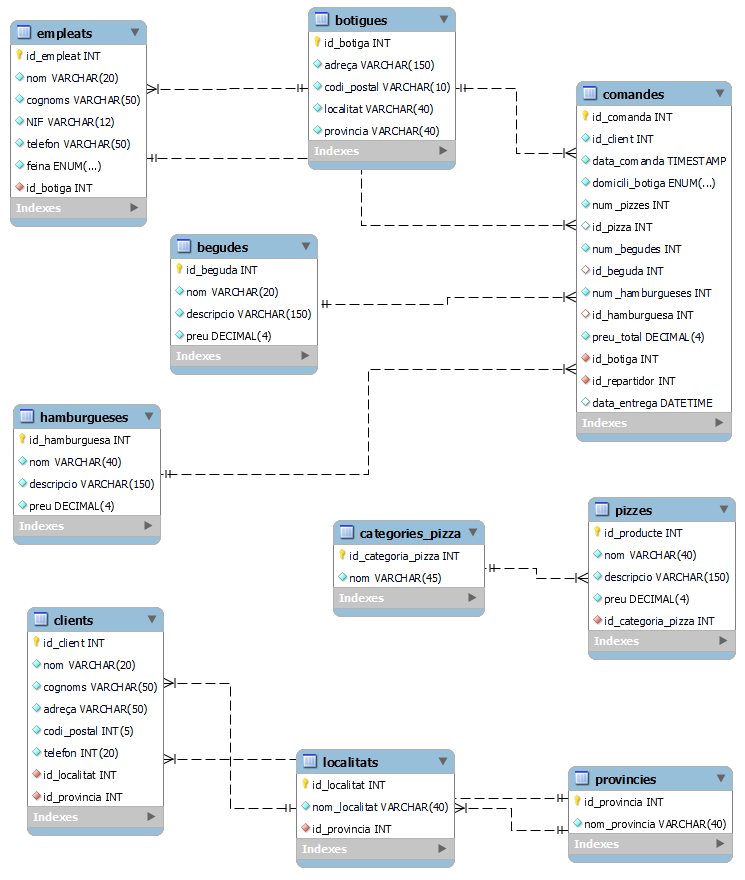 empleats
id_empleat INT
nom VARCHAR(20)
cognoms VARCHAR(50)
NIF VARCHAR(12)
telefon VARCHAR(50)
feina ENUM(...)
id_botiga INT
Indexes
botigues
id_botiga INT
adreça VARCHAR(150)
codi_postal VARCHAR(10)
localitat VARCHAR(40)
provincia VARCHAR(40)
Indexes
comandes
id_comanda INT
id_client INT
data_comanda TIMESTAMP
domicili_botiga ENUM(...)
num_pizzes INT
id_pizza INT
num_begudes INT
id_beguda INT
num_hamburgueses INT
id_hamburguesa INT
preu_total DECIMAL(4)
id_botiga INT
id_repartidor INT
data_entrega DATETIME
Indexes
begudes
id_beguda INT
nom VARCHAR(20)
descripcio VARCHAR(150)
preu DECIMAL(4)
Indexes
hamburgueses
id_hamburguesa INT
nom VARCHAR(40)
descripcio VARCHAR(150)
preu DECIMAL(4)
Indexes
categories_pizza
id_categoria_pizza INT
nom VARCHAR(45)
Indexes
pizzes
id_producte INT
nom VARCHAR(40)
descripcio VARCHAR(150)
preu DECIMAL(4)
id_categoria_pizza INT
Indexes
clients
id_client INT
nom VARCHAR(20)
cognoms VARCHAR(50)
adreça VARCHAR(50)
codi_postal INT(5)
telefon INT(20)
id_localitat INT
id_provincia INT
Indexes
localitats
id_localitat INT
nom_localitat VARCHAR(40)
id_provincia INT
Indexes
provincies
id_provincia INT
nom_provincia VARCHAR(40)
Indexes